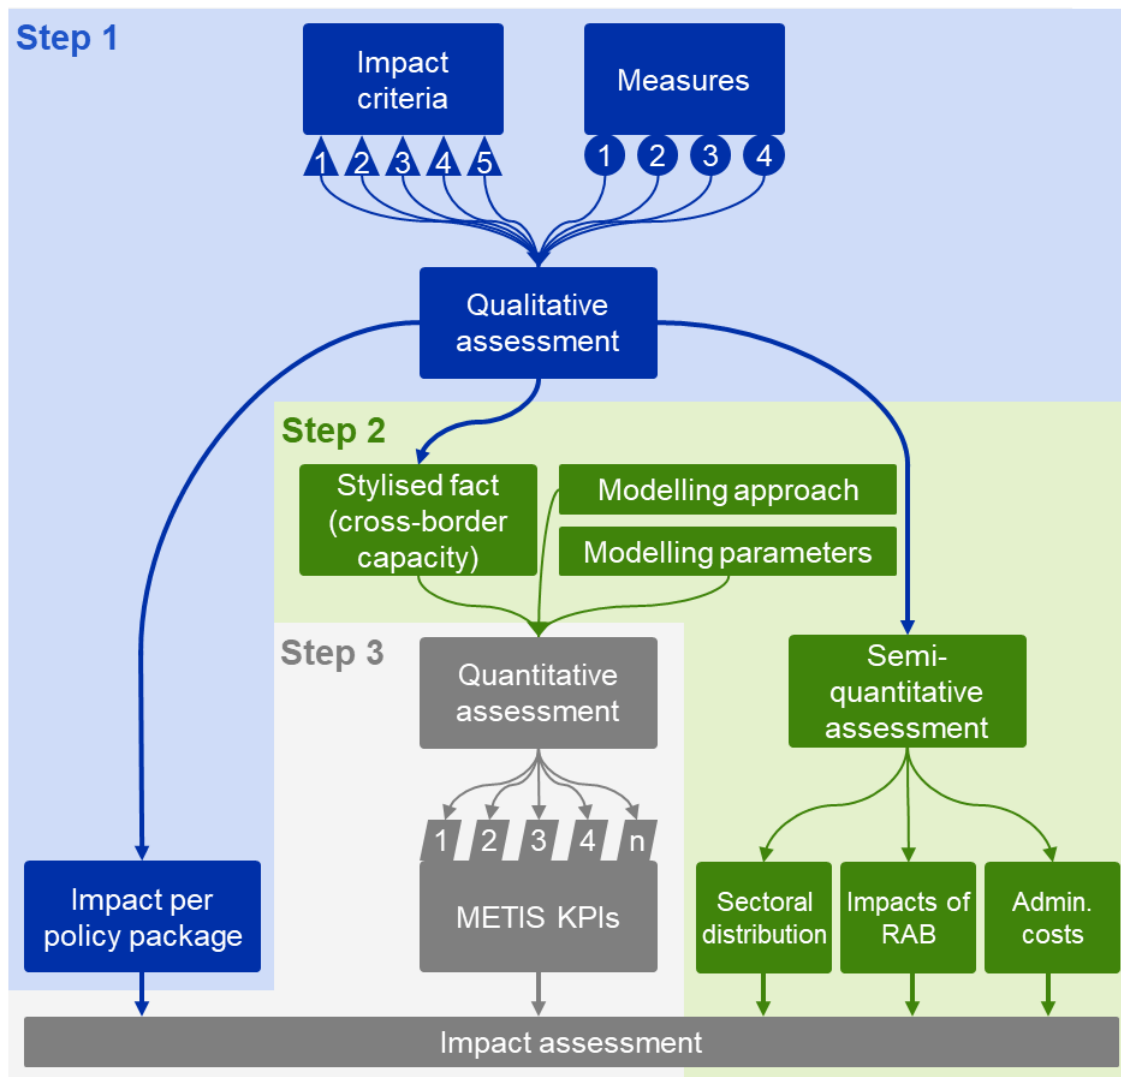 Step 1
Impact
criteria
Measures
1 2 3 4 5
1 2 3 4
Qualitative
assessment
Step 2
Stylised fact
(cross-border
capacity)
Modelling approach
Modelling parameters
Step 3
Quantitative
assessment
Semi-
quantitative
assessment
1 2 3 4 n
METIS KPIs
Impact per
policy package
Sectoral
distribution
Impacts of
RAB
Admin.
costs
Impact assessment